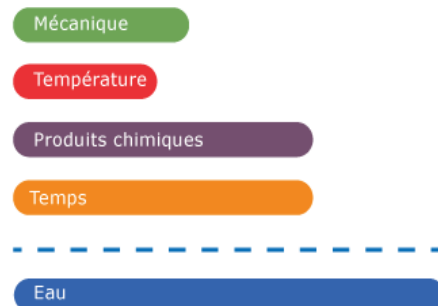 Mécanique
Température
Produits chimiques
Temps
Eau